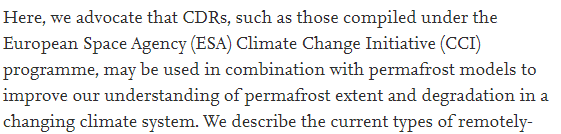 Here, we advocate that CDRs, such as those compiled under the
European Space Agency (ESA) Climate Change Initiative (CCI)
programme, may be used in combination with permafrost models to
improve our understanding of permafrost extent and degradation in a
changing climate system. We describe the current types of remotely-